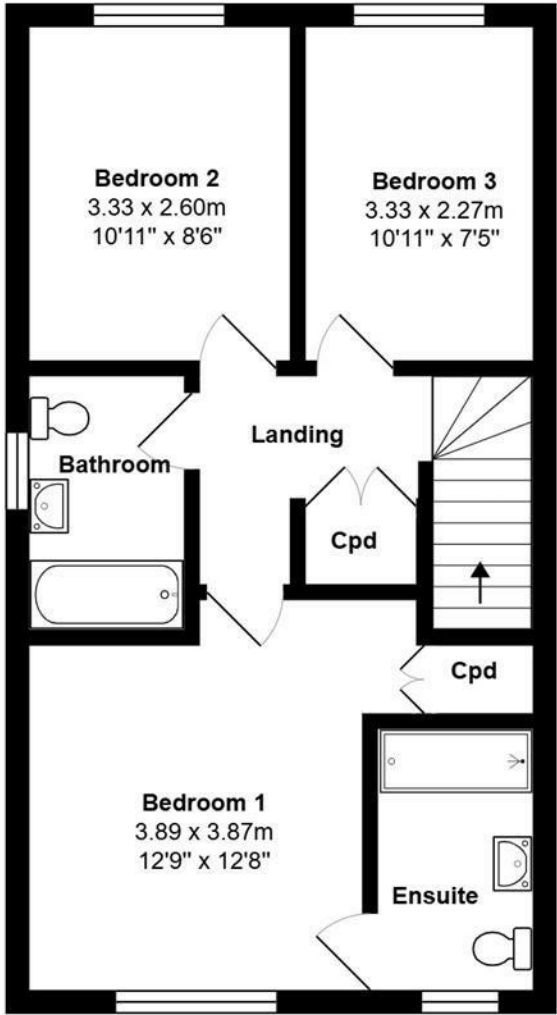 Bedroom 2
3.33 x 2.60m
10'11" x 8'6"
Bedroom 3
3.33 x 2.27m
10'11" x 7'5"
Landing
Bathroom
Cpd
Cpd
Bedroom 1
3.89 x 3.87m
12'9" x 12'8"
Ensuite